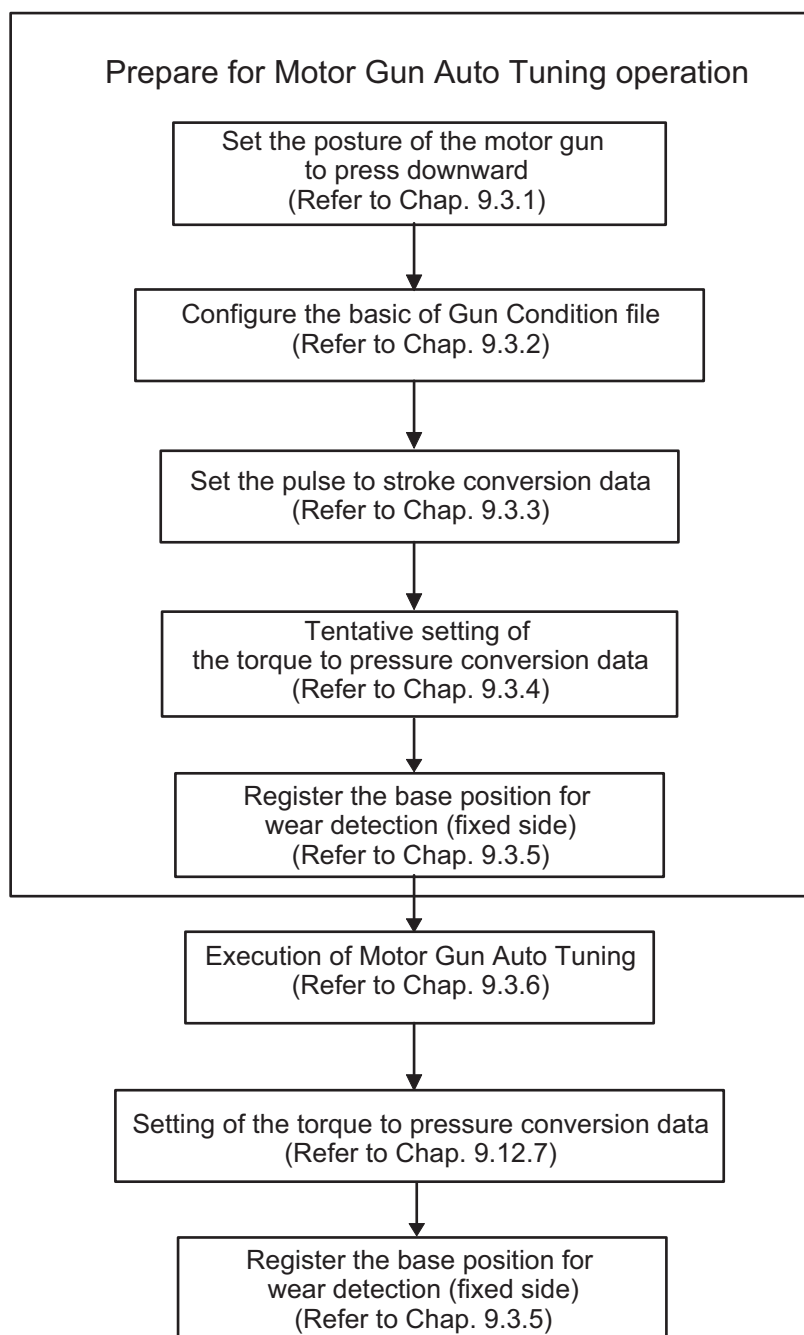 Prepare for Motor Gun Auto Tuning operation
Set the posture of the motor gun
to press downward
(Refer to Chap. 9.3.1)
Configure the basic of Gun Condition file
(Refer to Chap. 9.3.2)
Set the pulse to stroke conversion data
(Refer to Chap. 9.3.3)
Tentative setting of
the torque to pressure conversion data
(Refer to Chap. 9.3.4)
Register the base position for
wear detection (fixed side)
(Refer to Chap. 9.3.5)
Execution of Motor Gun Auto Tuning
(Refer to Chap. 9.3.6)
Setting of the torque to pressure conversion data
(Refer to Chap. 9.12.7)
Register the base position for
wear detection (fixed side)
(Refer to Chap. 9.3.5)